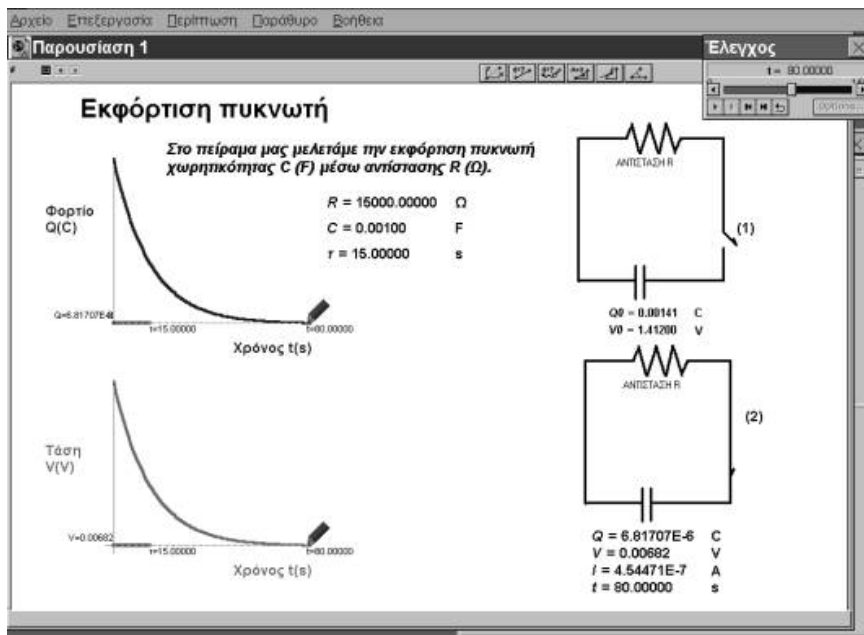 Αρχείο Επεξεργασία Περίπτωση Παράθυρο Βοήθεια
Παρουσίαση 1
Έλεγχος
t = 80.00000
Εκφόρτιση πυκνωτή
Στο πείραμα μας μελετάμε την εκφόρτιση πυκνωτή
χωρητικότητας C (F) μέσω αντίστασης R (Ω).
R = 15000.00000 Ω
C = 0.00100 F
τ = 15.00000 s
Φορτίο
Q(C)
τ=15.00000
t=80.00000
Χρόνος t(s)
Τάση
V(V)
V=0.00682
τ=15.00000
t=80.00000
Χρόνος t(s)
ΑΝΤΙΣΤΑΣΗ R
(1)
Q0 = 0.00141 C
V0 = 1.41200 V
ΑΝΤΙΣΤΑΣΗ R
(2)
Q = 6.81707E-6 C
V = 0.00682 V
I = 4.54471E-7 A
t = 80.00000 s